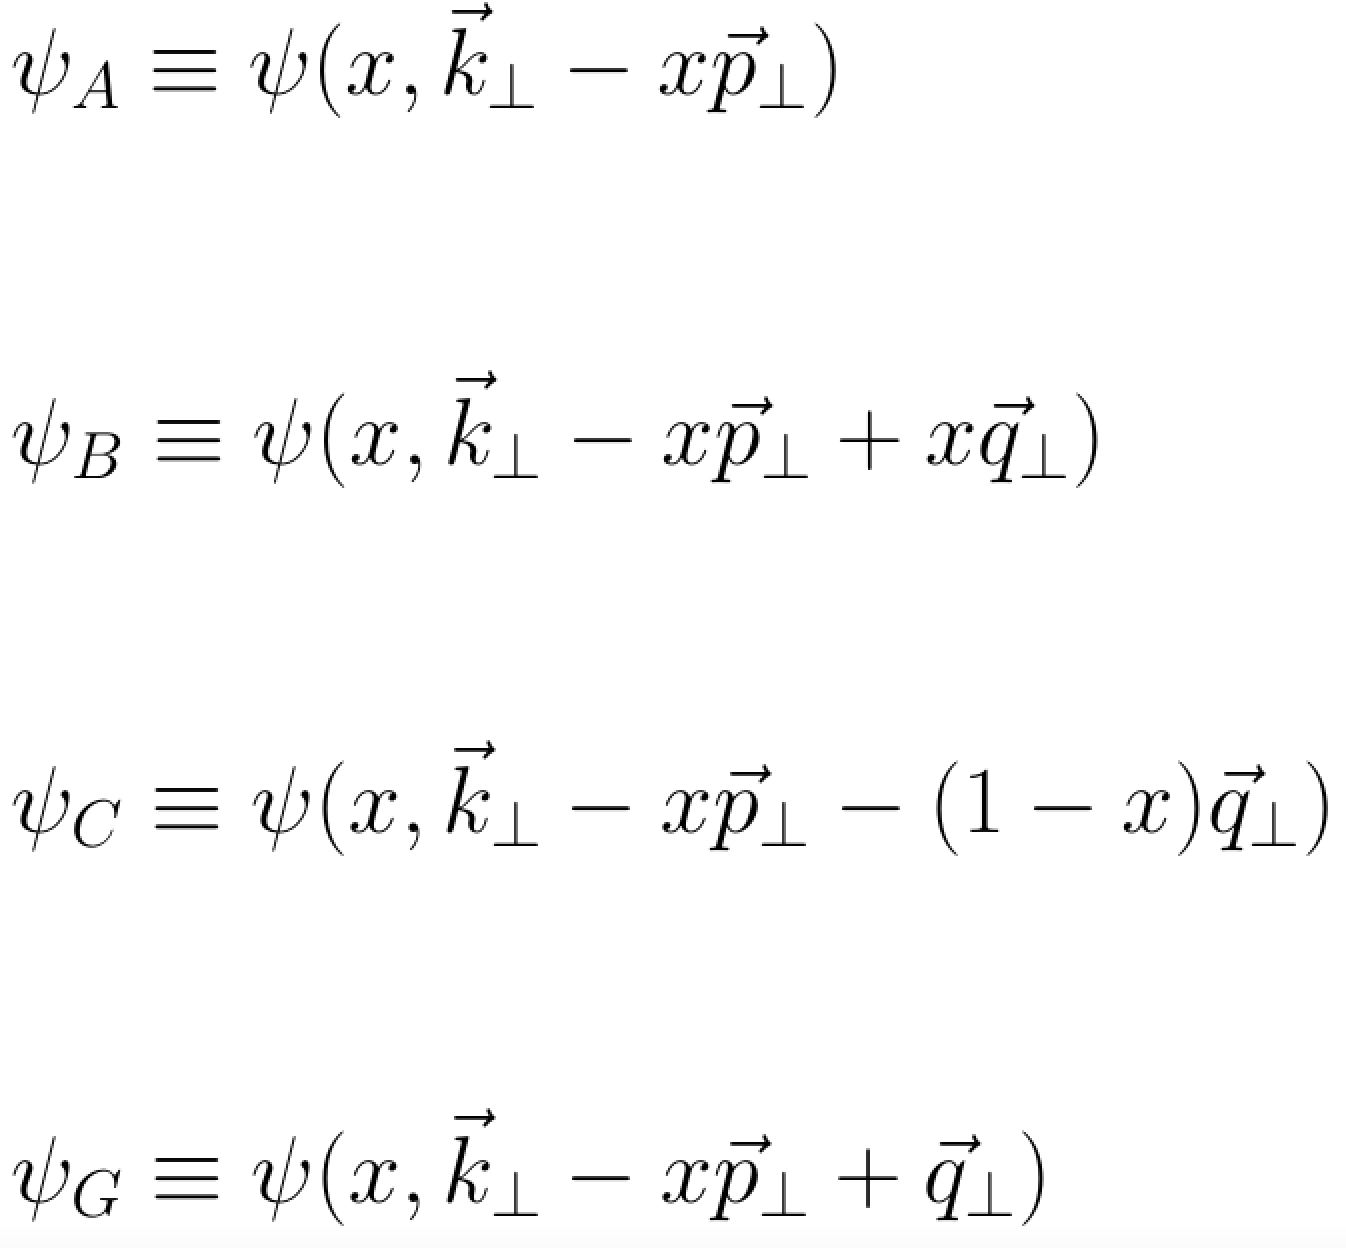 ψ_A ≡ ψ(x, k⃗_⊥ − xp⃗_⊥)
ψ_B ≡ ψ(x, k⃗_⊥ − xp⃗_⊥ + xq⃗_⊥)
ψ_C ≡ ψ(x, k⃗_⊥ − xp⃗_⊥ − (1 − x)q⃗_⊥)
ψ_G ≡ ψ(x, k⃗_⊥ − xp⃗_⊥ + q⃗_⊥)